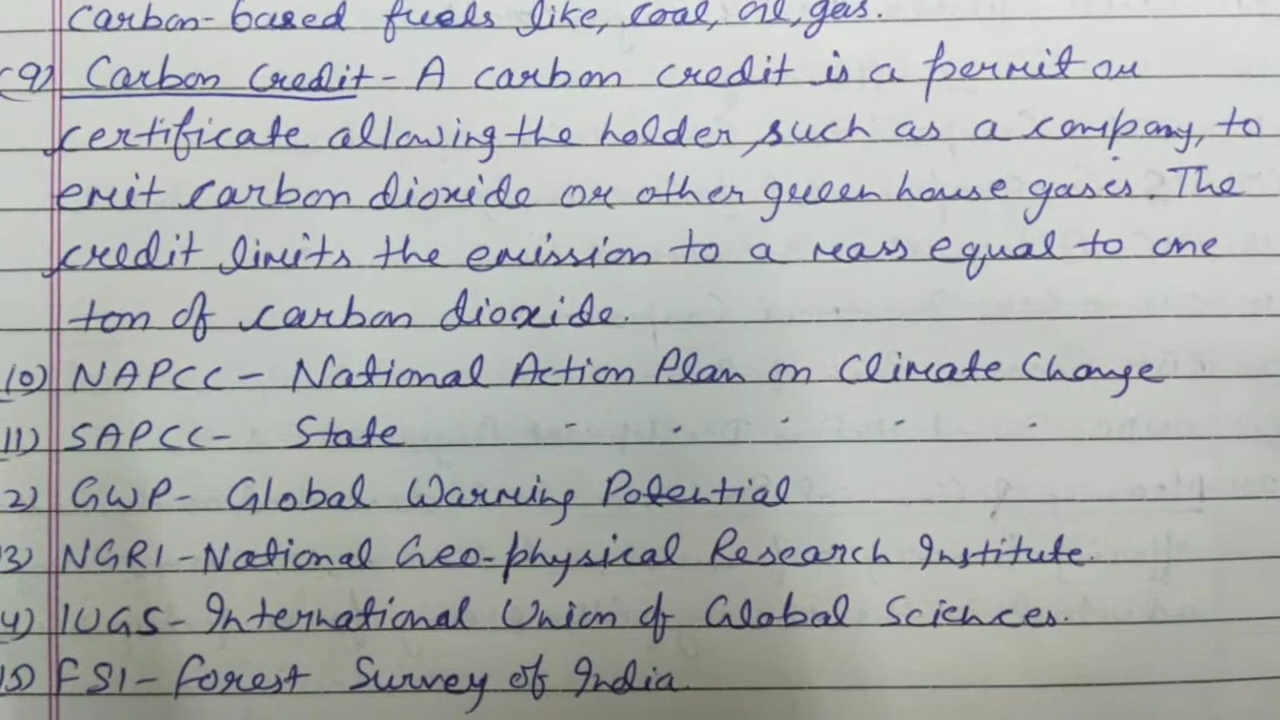 carbon-based fuels like, coal, oil, gas.
(9) Carbon Credit - A carbon credit is a permit or
certificate allowing the holder, such as a company, to
emit carbon dioxide or other green house gases. The
credit limits the emission to a mass equal to one
ton of carbon dioxide.
10) NAPCC - National Action Plan on Climate Change
11) SAPCC - State - . - - .
2) GWP - Global Warming Potential
3) NGRI - National Geo-physical Research Institute.
4) IUGS - International Union of Global Sciences.
15) FSI - Forest Survey of India.